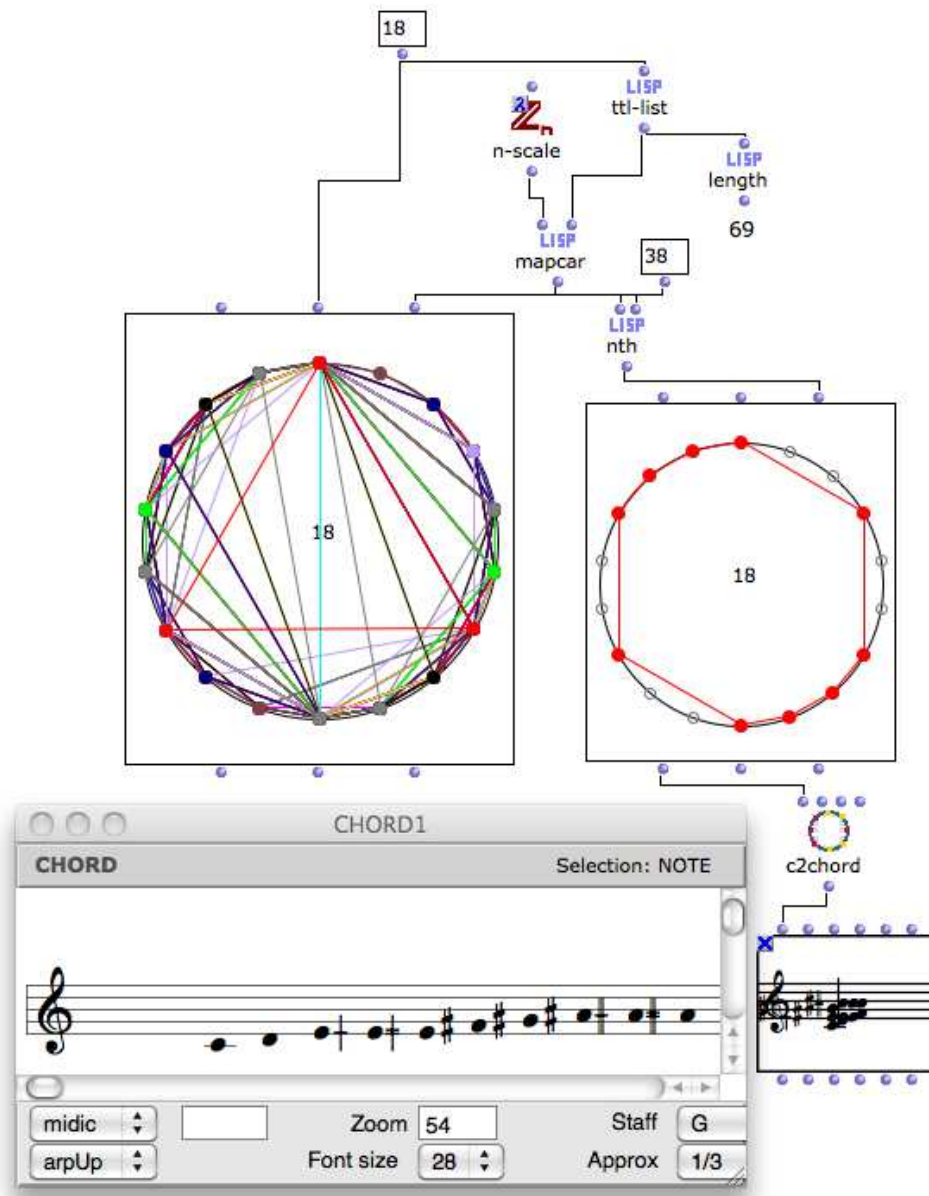 18
LISP
ttl-list
n-scale
LISP
length
69
LISP
mapcar
38
LISP
nth
18
18
c2chord
CHORD1
CHORD Selection: NOTE
midic Zoom 54 Staff G
arpUp Font size 28 Approx 1/3